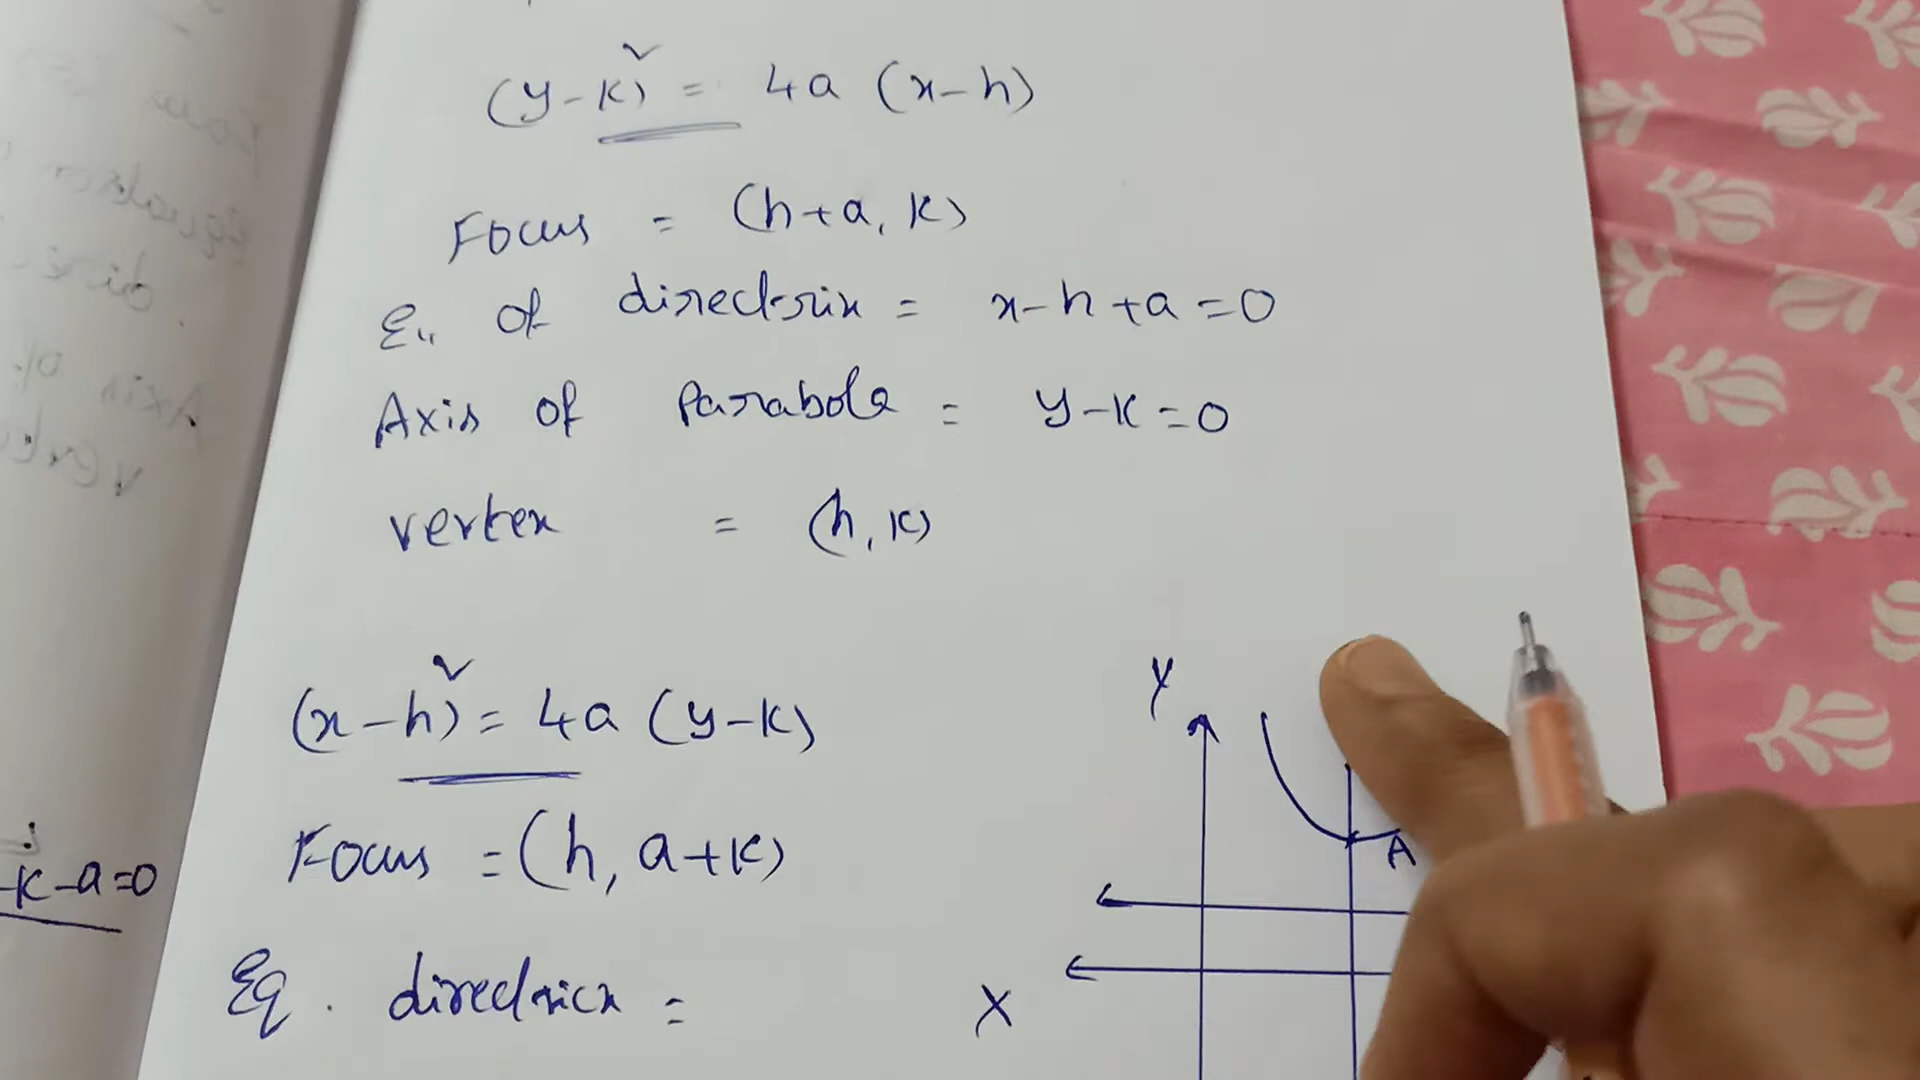 (y-k)² = 4a (x-h)
Focus = (h+a, k)
Eq of directrix = x-h+a=0
Axis of Parabola = y-k=0
vertex = (h, k)
(x-h)² = 4a (y-k)
Focus = (h, a+k)
Eq. directrix =
Y
A
X
-k-a=0